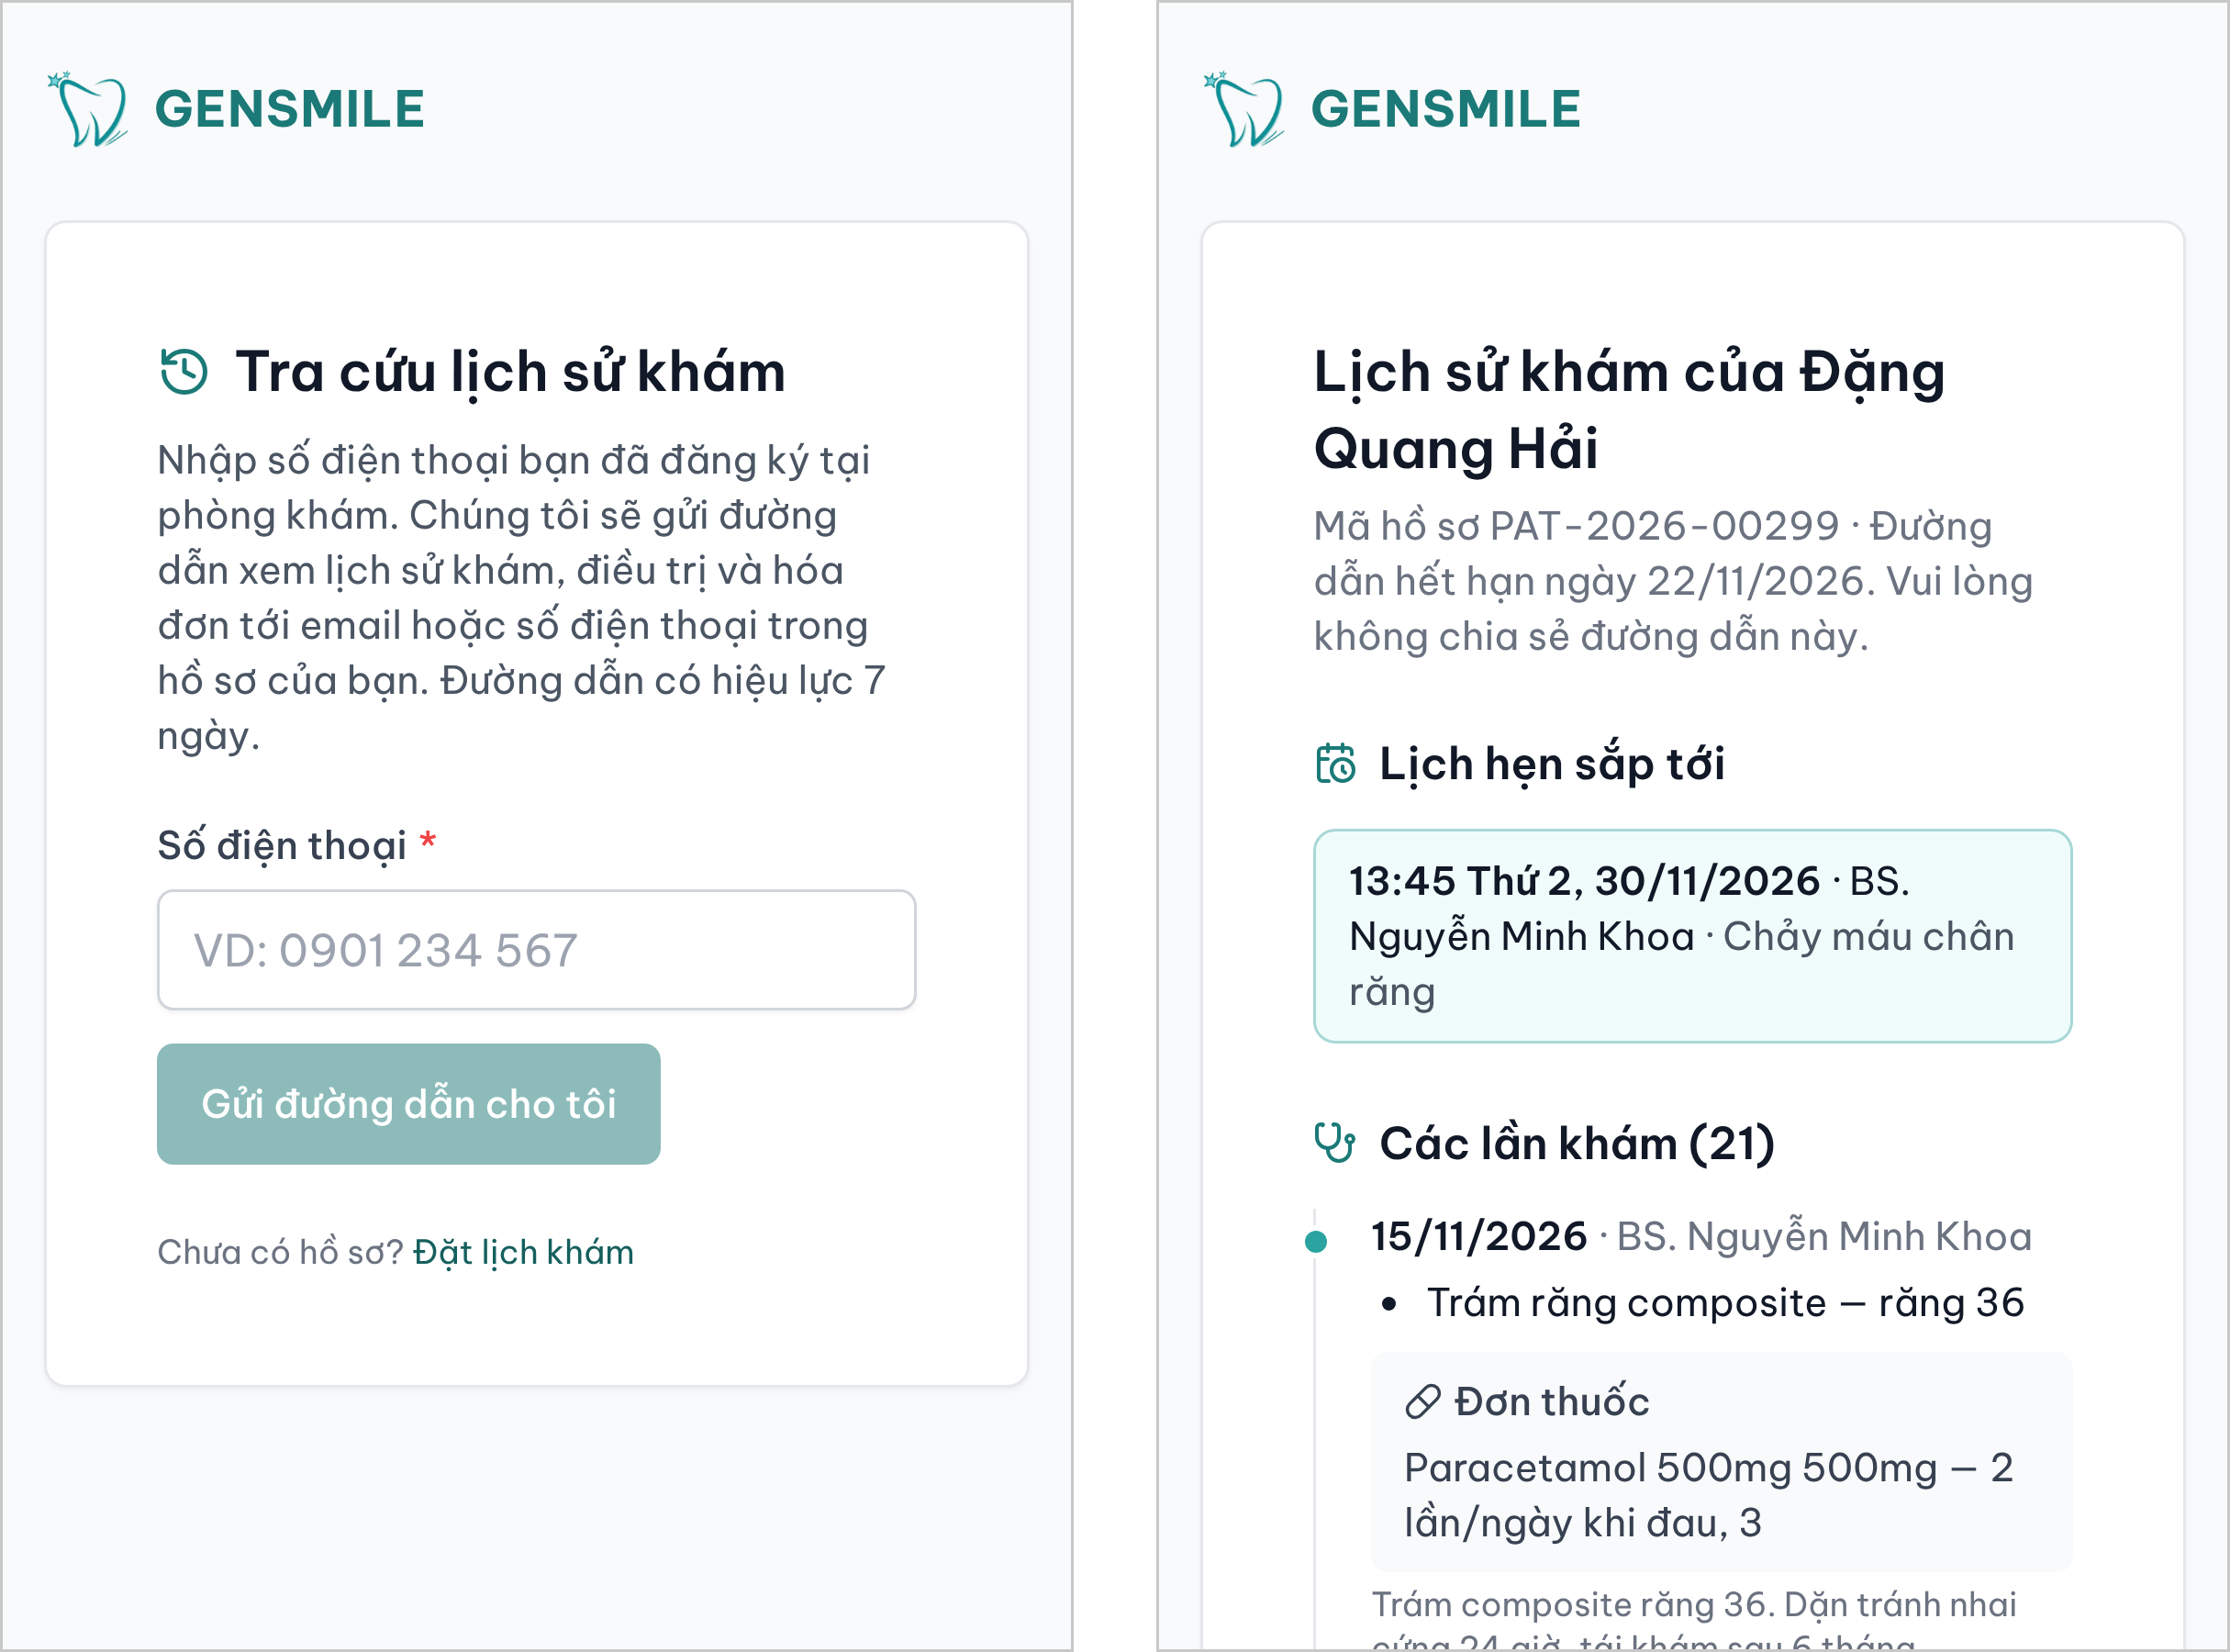 GENSMILE
Tra cứu lịch sử khám
Nhập số điện thoại bạn đã đăng ký tại
phòng khám. Chúng tôi sẽ gửi đường
dẫn xem lịch sử khám, điều trị và hóa
đơn tới email hoặc số điện thoại trong
hồ sơ của bạn. Đường dẫn có hiệu lực 7
ngày.
Số điện thoại *
VD: 0901 234 567
Gửi đường dẫn cho tôi
Chưa có hồ sơ? Đặt lịch khám
GENSMILE
Lịch sử khám của Đặng
Quang Hải
Mã hồ sơ PAT-2026-00299 · Đường
dẫn hết hạn ngày 22/11/2026. Vui lòng
không chia sẻ đường dẫn này.
Lịch hẹn sắp tới
13:45 Thứ 2, 30/11/2026 · BS.
Nguyễn Minh Khoa · Chảy máu chân
răng
Các lần khám (21)
15/11/2026 · BS. Nguyễn Minh Khoa
• Trám răng composite — răng 36
Đơn thuốc
Paracetamol 500mg 500mg — 2
lần/ngày khi đau, 3
Trám composite răng 36. Dặn tránh nhai
cứng 24 giờ, tái khám sau 6 tháng